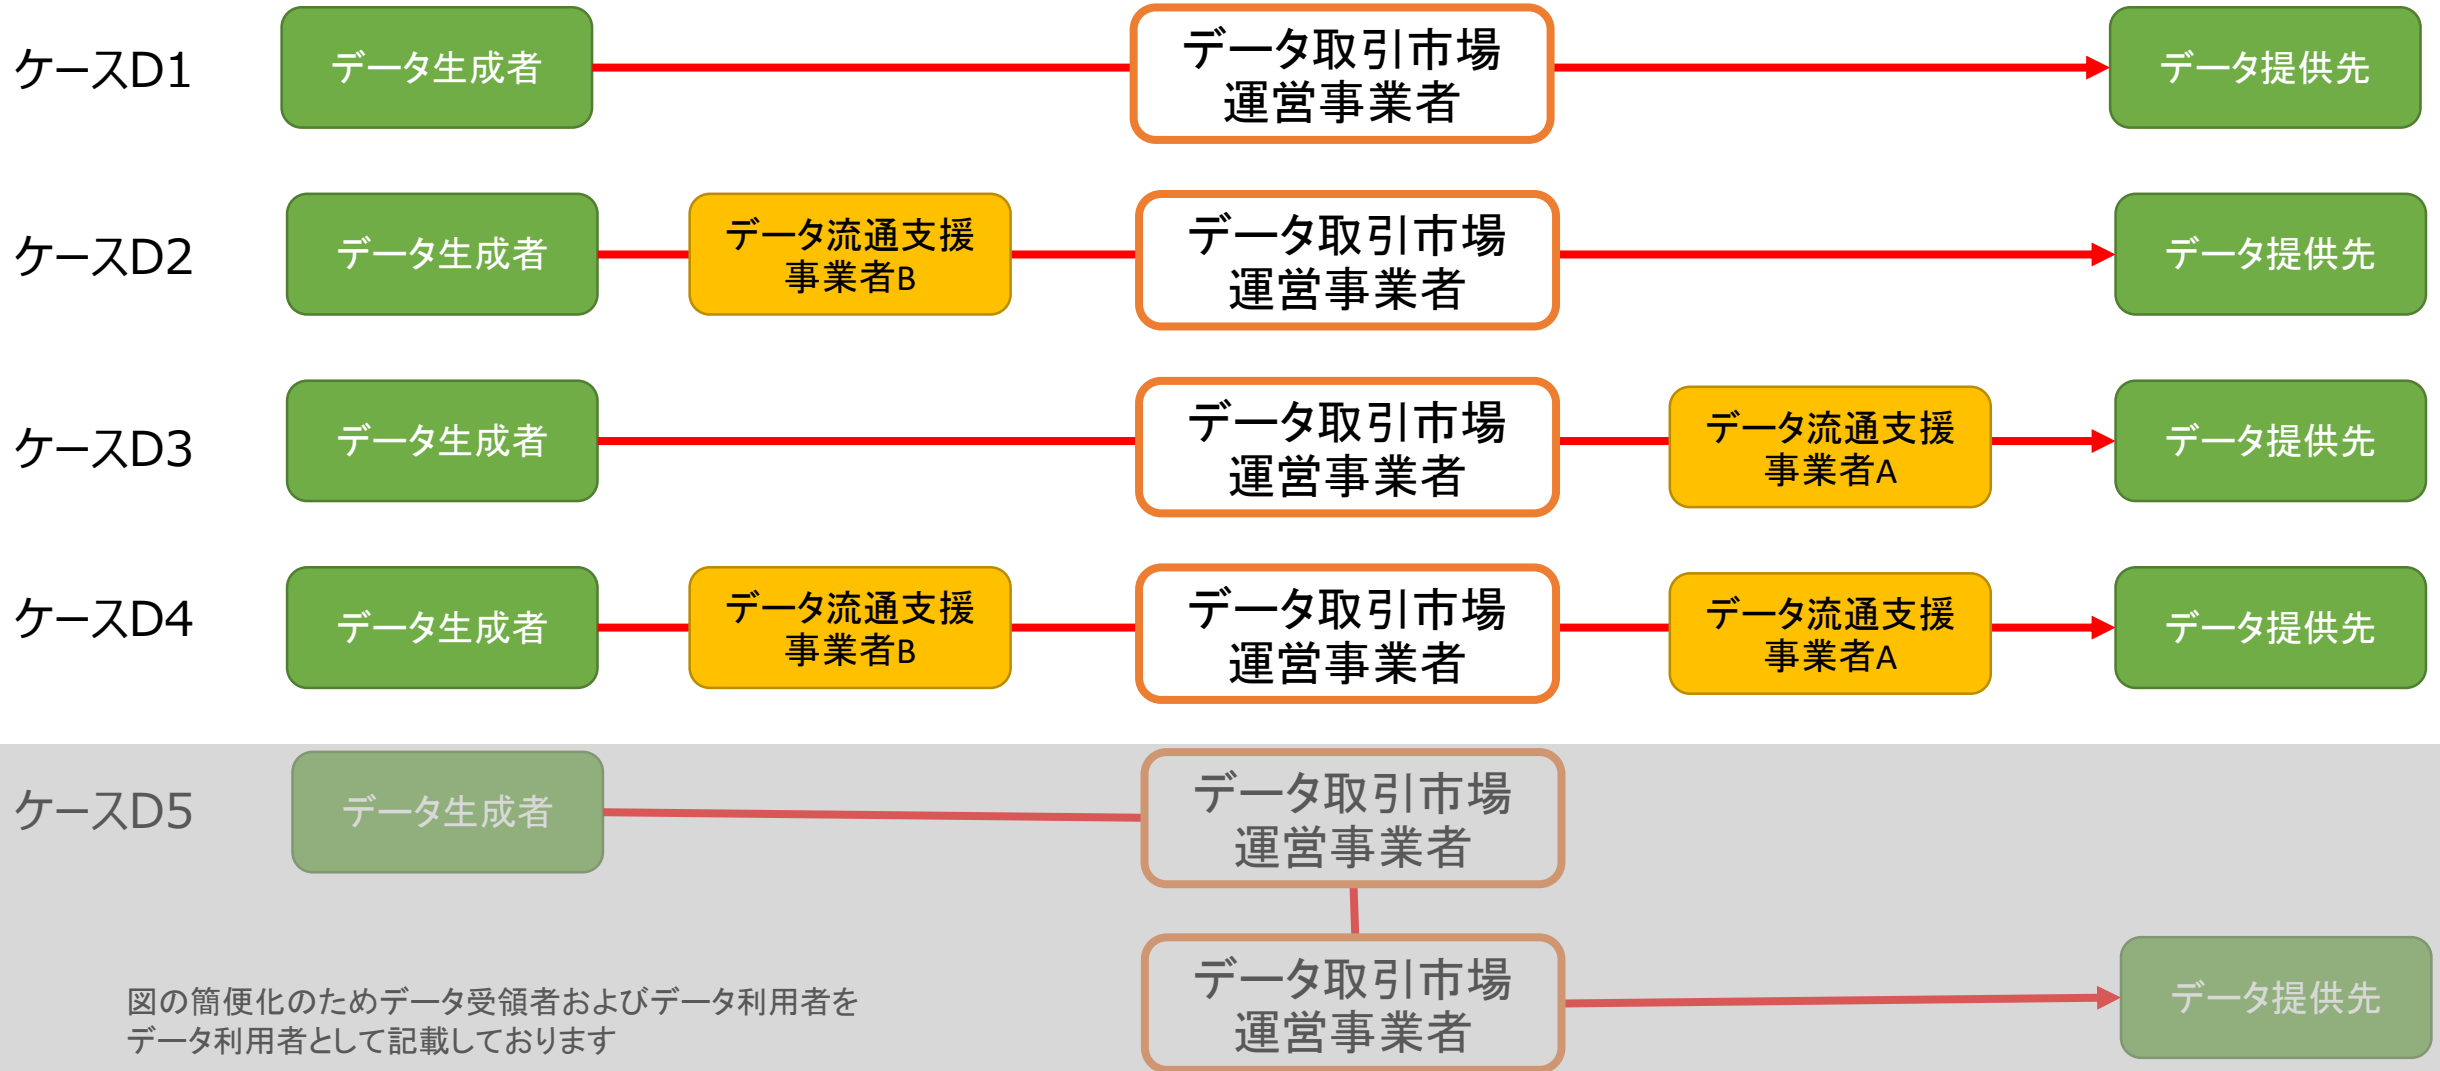 ケースD1
データ生成者
データ取引市場
運営事業者
データ提供先
ケースD2
データ生成者
データ流通支援
事業者B
データ取引市場
運営事業者
データ提供先
ケースD3
データ生成者
データ取引市場
運営事業者
データ流通支援
事業者A
データ提供先
ケースD4
データ生成者
データ流通支援
事業者B
データ取引市場
運営事業者
データ流通支援
事業者A
データ提供先
ケースD5
データ生成者
データ取引市場
運営事業者
データ取引市場
運営事業者
データ提供先
図の簡便化のためデータ受領者およびデータ利用者を
データ利用者として記載しております